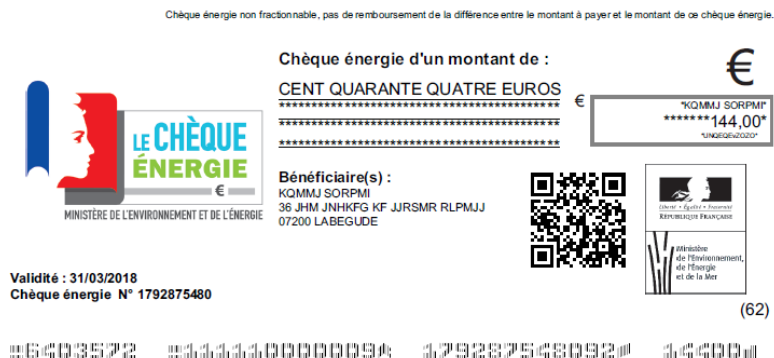 Chèque énergie non fractionnable, pas de remboursement de la différence entre le montant à payer et le montant de ce chèque énergie.
Chèque énergie d'un montant de :
€
CENT QUARANTE QUATRE EUROS
€
*KQMMJ SORPMI*
****************************************
*******144,00*
****************************************
****************************************
LE CHÈQUE
ÉNERGIE
€
MINISTÈRE DE L'ENVIRONNEMENT ET DE L'ÉNERGIE
Bénéficiaire(s) :
KQMMJ SORPMI
36 JHM JNHKFG KF JJRSMR RLPMJJ
07200 LABEGUDE
Liberté • Égalité • Fraternité
RÉPUBLIQUE FRANÇAISE
Ministère
de l'Environnement,
de l'Énergie
et de la Mer
Validité : 31/03/2018
Chèque énergie N° 1792875480
(62)
6403572 111110000009A 179287548092 14400